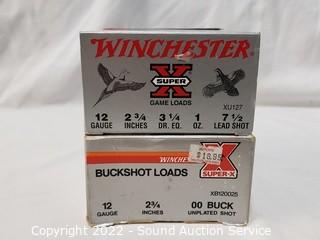 WINCHESTER
SUPER
X
GAME LOADS
XU127
12 2 3/4 3 1/4 1 7 1/2
GAUGE INCHES DR. EQ. OZ. LEAD SHOT
WINCHESTER
X
SUPER-X
BUCKSHOT LOADS
XB120025
12 2 3/4 00 BUCK
GAUGE INCHES UNPLATED SHOT
Copyright 2022 - Sound Auction Service